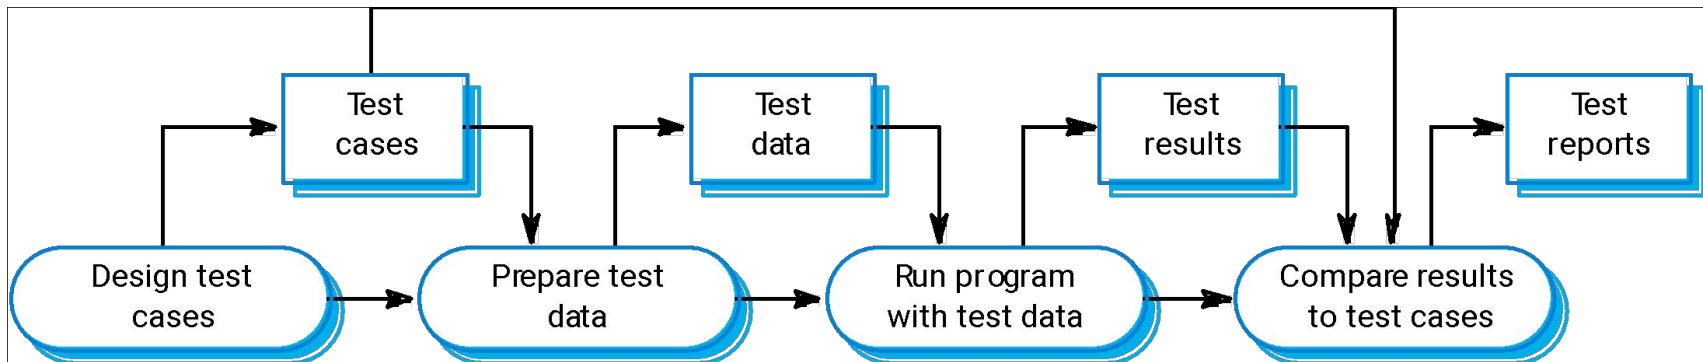 Test
cases
Test
data
Test
results
Test
reports
Design test
cases
Prepare test
data
Run program
with test data
Compare results
to test cases